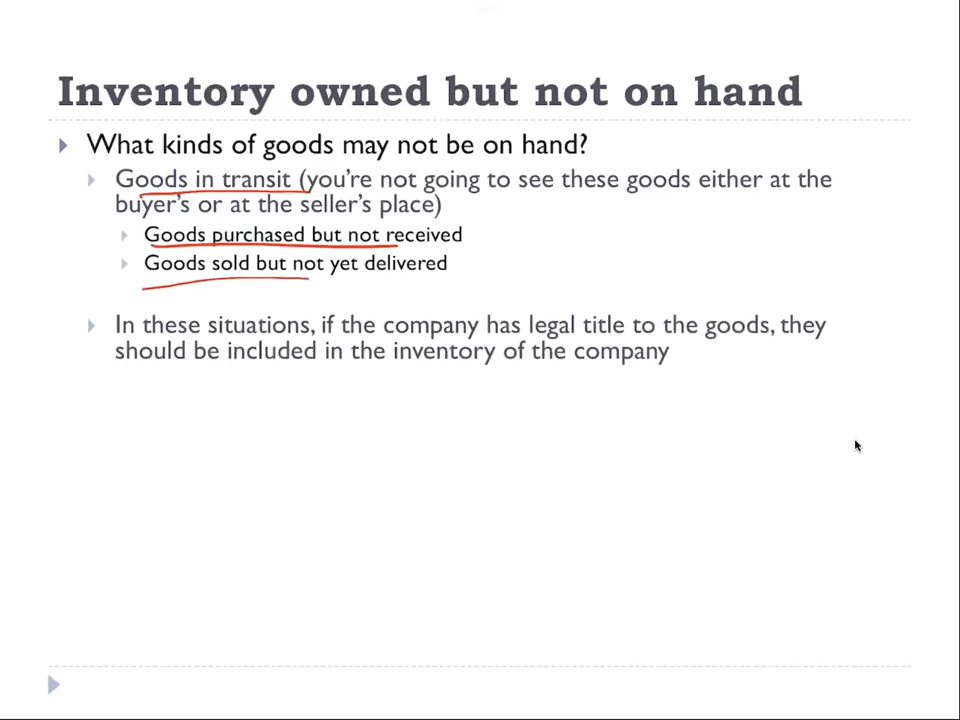 Inventory owned but not on hand
What kinds of goods may not be on hand?
Goods in transit (you're not going to see these goods either at the
buyer's or at the seller's place)
Goods purchased but not received
Goods sold but not yet delivered
In these situations, if the company has legal title to the goods, they
should be included in the inventory of the company